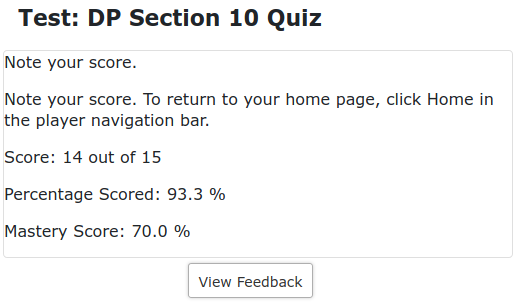 Test: DP Section 10 Quiz
Note your score.
Note your score. To return to your home page, click Home in
the player navigation bar.
Score: 14 out of 15
Percentage Scored: 93.3 %
Mastery Score: 70.0 %
View Feedback